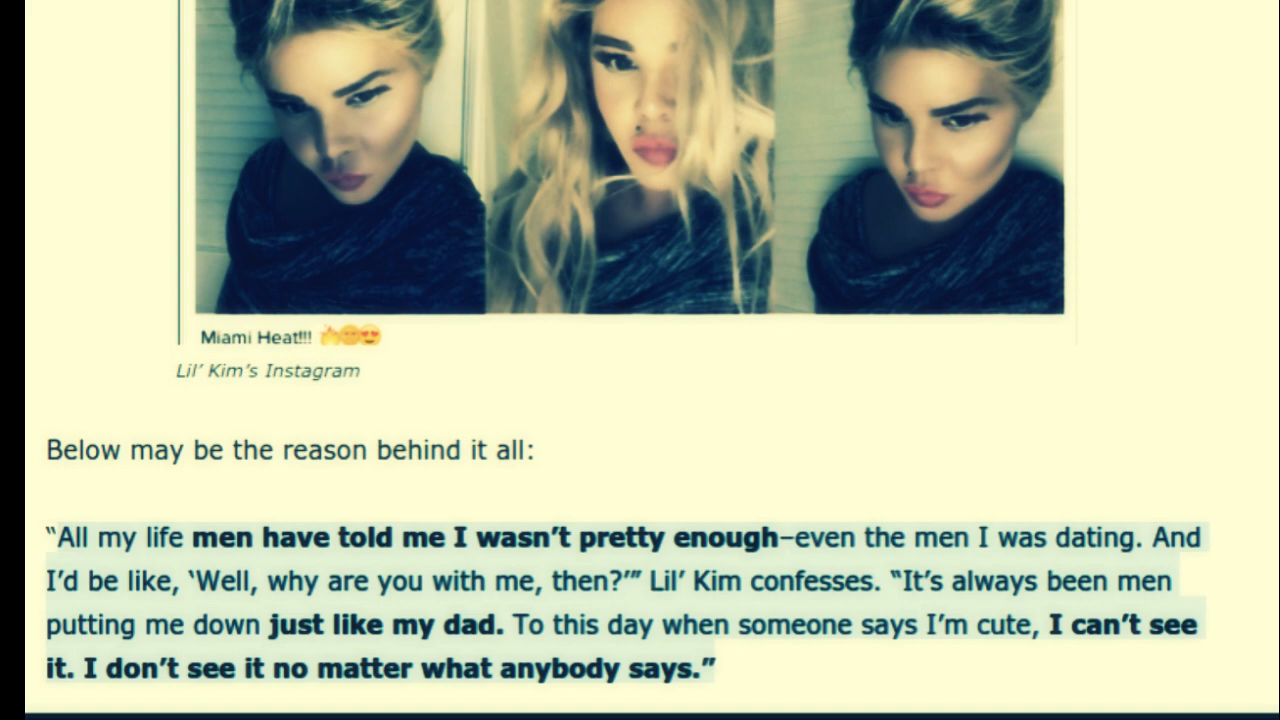 Miami Heat!!!
Lil’ Kim’s Instagram
Below may be the reason behind it all:
“All my life men have told me I wasn’t pretty enough–even the men I was dating. And
I’d be like, ‘Well, why are you with me, then?’” Lil’ Kim confesses. “It’s always been men
putting me down just like my dad. To this day when someone says I’m cute, I can’t see
it. I don’t see it no matter what anybody says.”